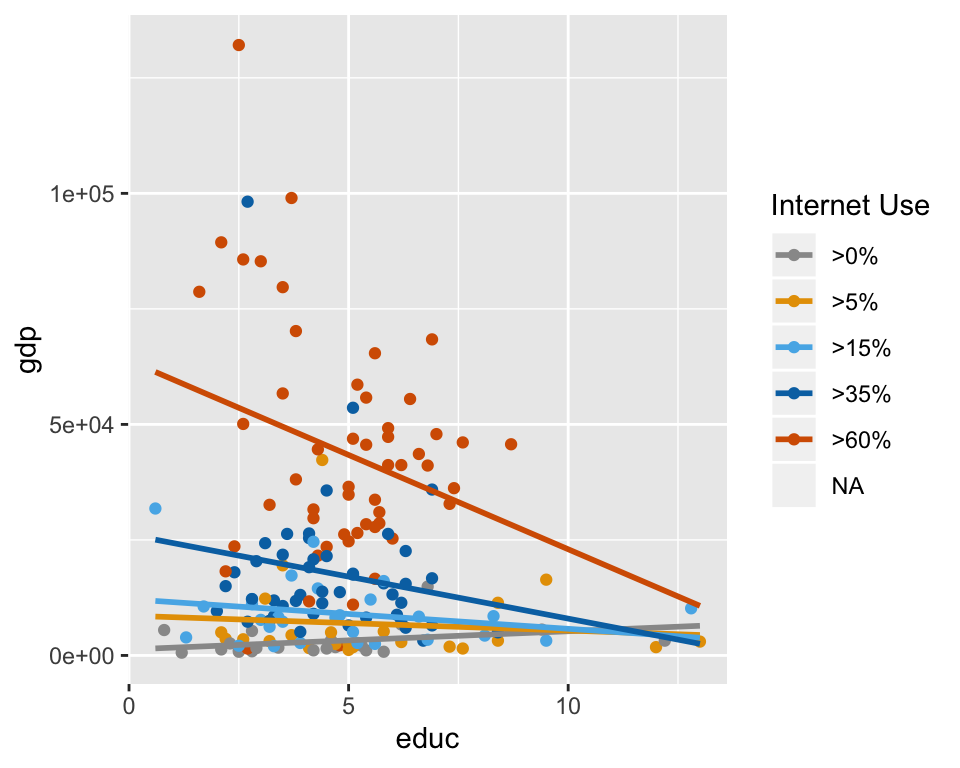 1e+05
5e+04
0e+00
gdp
0
5
10
educ
Internet Use
>0%
>5%
>15%
>35%
>60%
NA